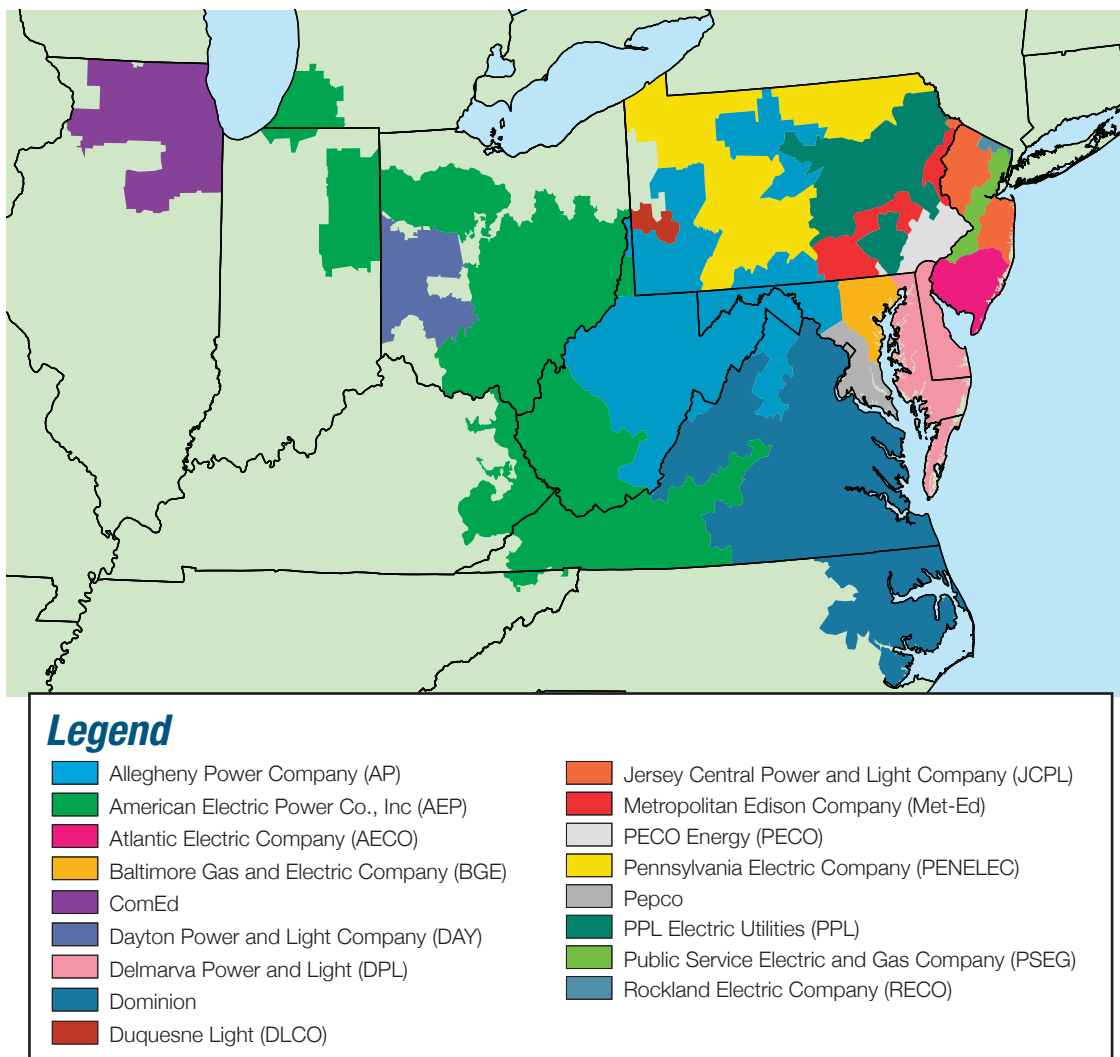 Legend
Allegheny Power Company (AP)
American Electric Power Co., Inc (AEP)
Atlantic Electric Company (AECO)
Baltimore Gas and Electric Company (BGE)
ComEd
Dayton Power and Light Company (DAY)
Delmarva Power and Light (DPL)
Dominion
Duquesne Light (DLCO)
Jersey Central Power and Light Company (JCPL)
Metropolitan Edison Company (Met-Ed)
PECO Energy (PECO)
Pennsylvania Electric Company (PENELEC)
Pepco
PPL Electric Utilities (PPL)
Public Service Electric and Gas Company (PSEG)
Rockland Electric Company (RECO)